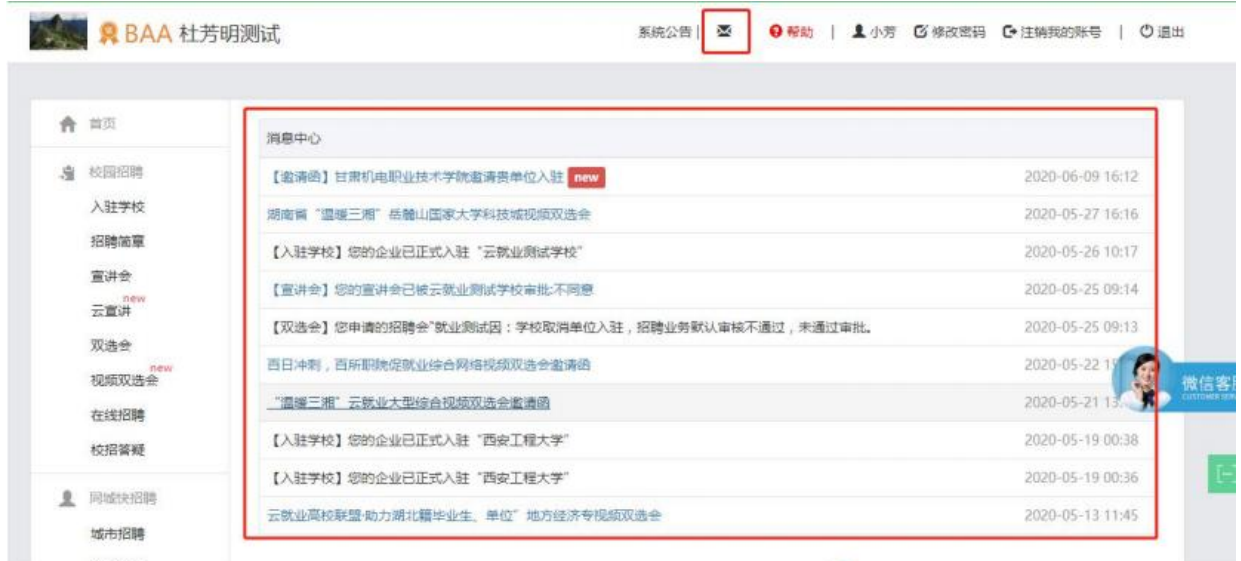 BAA 杜芳明测试
系统公告 | 帮助 | 小芳 修改密码 注销我的账号 | 退出
首页
校园招聘
入驻学校
招聘简章
宣讲会
云宣讲 new
双选会
视频双选会 new
在线招聘
校招答疑
同城快招聘
城市招聘
消息中心
【邀请函】甘肃机电职业技术学院邀请贵单位入驻 new 2020-06-09 16:12
湖南省“温暖三湘”岳麓山国家大学科技城视频双选会 2020-05-27 16:16
【入驻学校】您的企业已正式入驻“云就业测试学校” 2020-05-26 10:17
【宣讲会】您的宣讲会已被云就业测试学校审批:不同意 2020-05-25 09:14
【双选会】您申请的招聘会“就业测试因：学校取消单位入驻，招聘业务默认审核不通过，未通过审批。 2020-05-25 09:13
百日冲刺，百所职院促就业综合网络视频双选会邀请函 2020-05-22
“温暖三湘”云就业大型综合视频双选会邀请函 2020-05-21
【入驻学校】您的企业已正式入驻“西安工程大学” 2020-05-19 00:38
【入驻学校】您的企业已正式入驻“西安工程大学” 2020-05-19 00:36
云就业高校联盟·助力湖北籍毕业生、单位”地方经济专视频双选会 2020-05-13 11:45
微信客
CUSTOMER